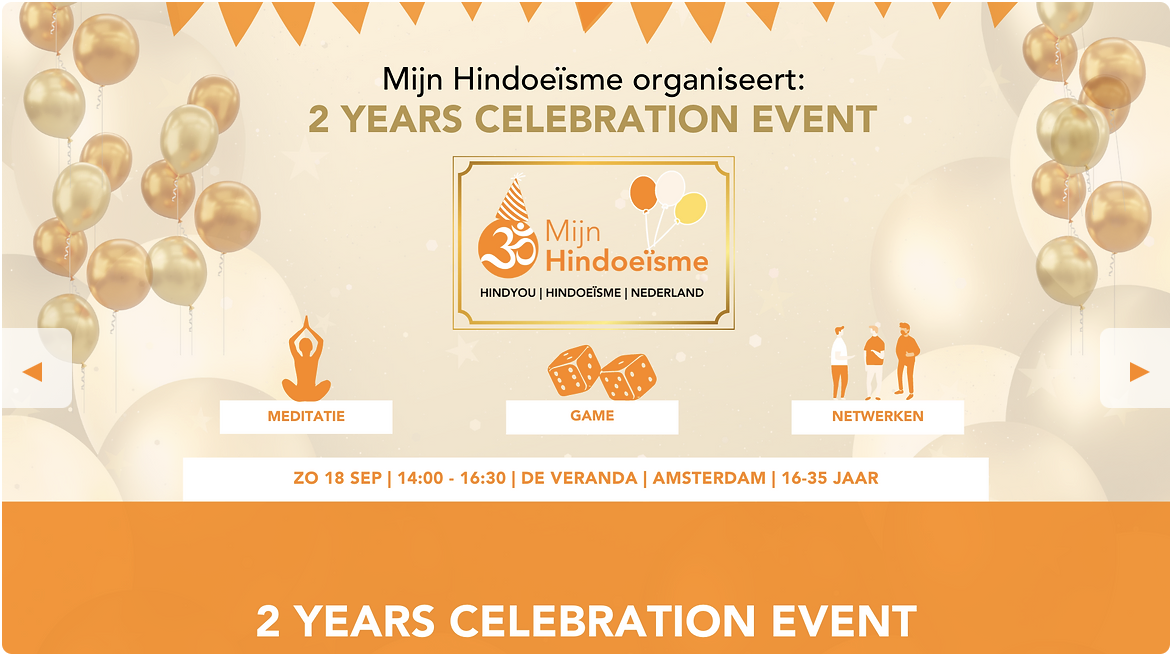 Mijn Hindoeïsme organiseert:
2 YEARS CELEBRATION EVENT
ॐ Mijn
Hindoeïsme
HINDYOU | HINDOEÏSME | NEDERLAND
MEDITATIE
GAME
NETWERKEN
ZO 18 SEP | 14:00 - 16:30 | DE VERANDA | AMSTERDAM | 16-35 JAAR
2 YEARS CELEBRATION EVENT